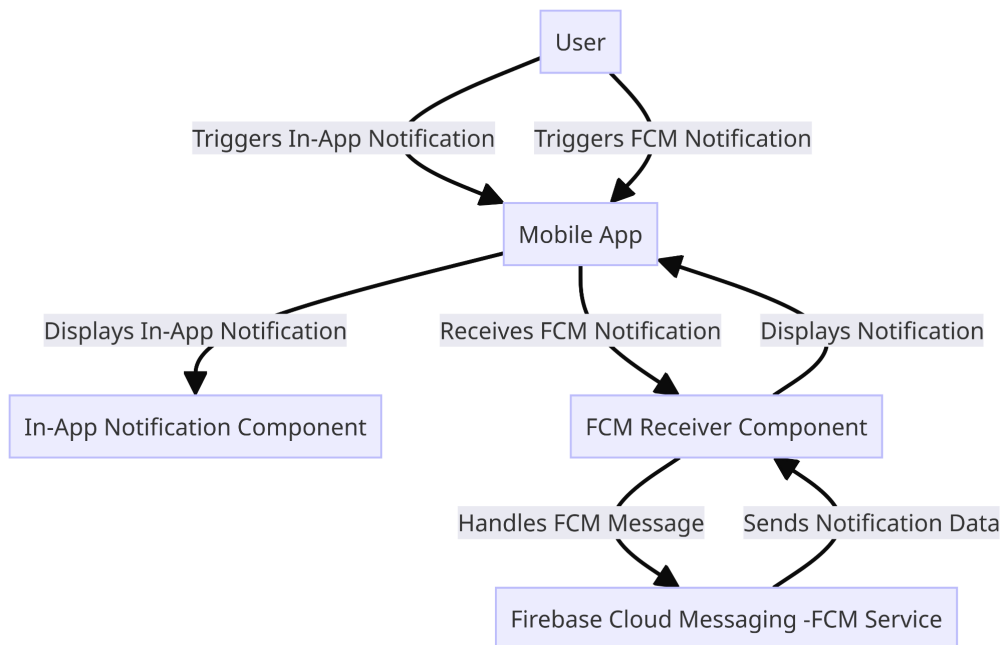 User
Triggers In-App Notification
Triggers FCM Notification
Mobile App
Displays In-App Notification
Receives FCM Notification
Displays Notification
In-App Notification Component
FCM Receiver Component
Handles FCM Message
Sends Notification Data
Firebase Cloud Messaging -FCM Service